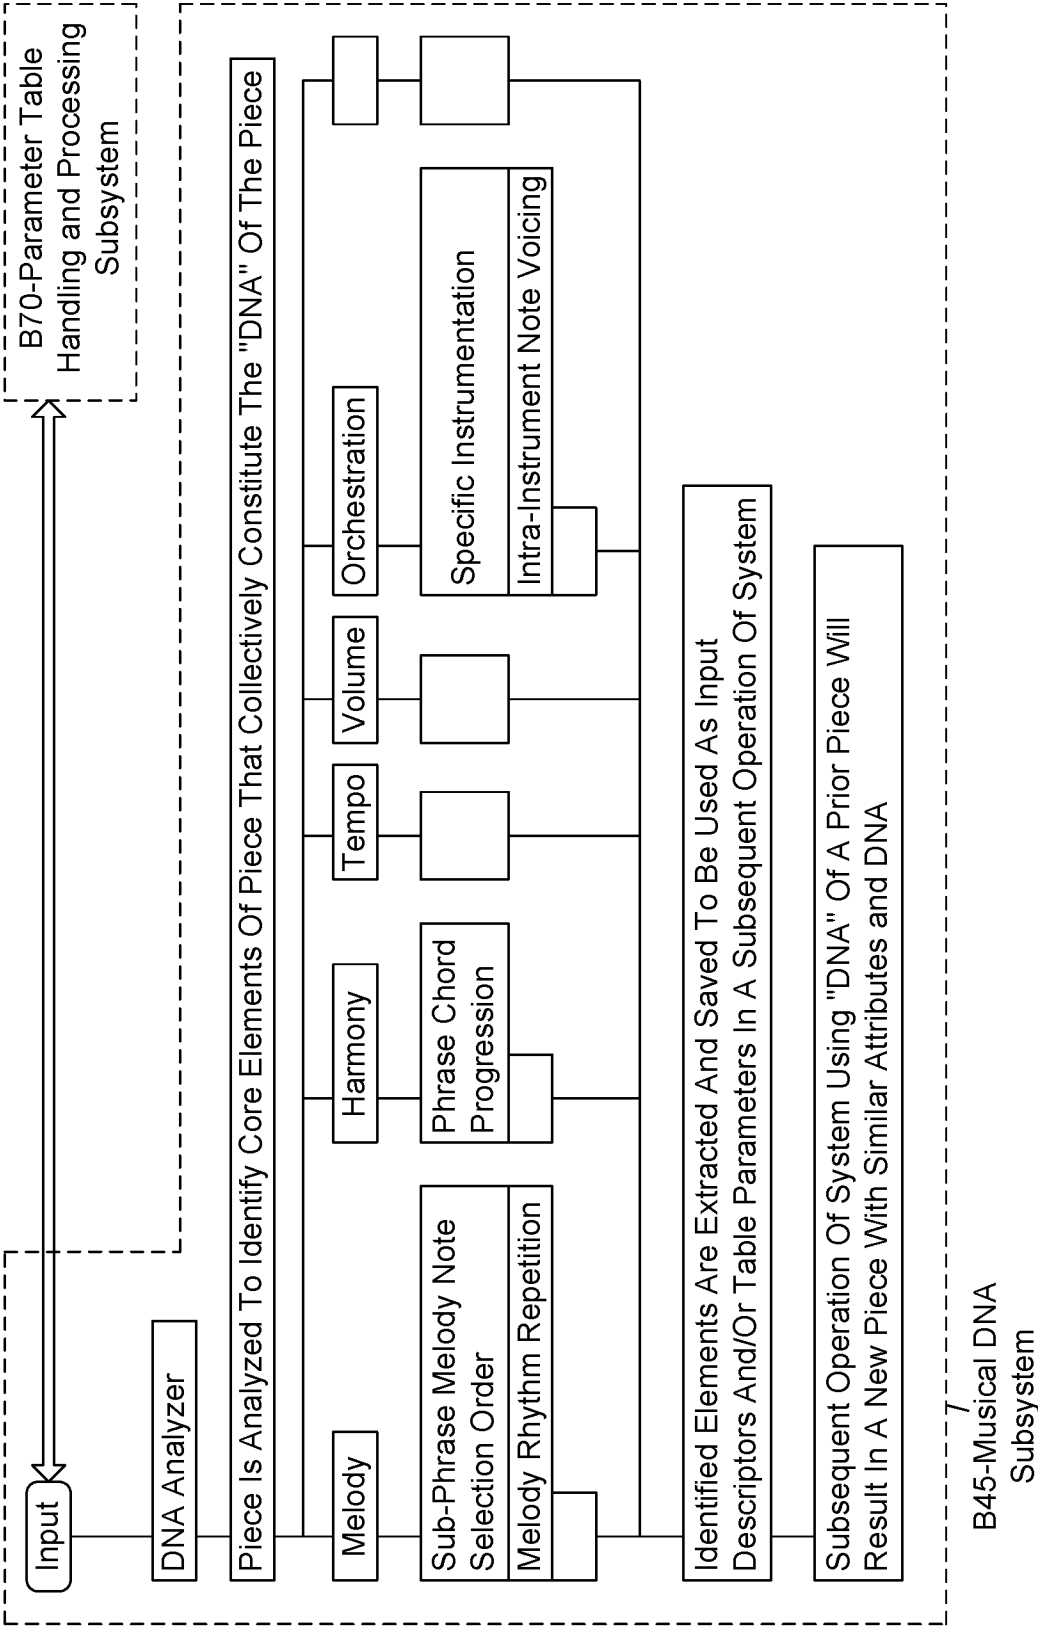 B70-Parameter Table
Handling and Processing
Subsystem
Input
DNA Analyzer
Piece Is Analyzed To Identify Core Elements Of Piece That Collectively Constitute The "DNA" Of The Piece
Melody
Harmony
Tempo
Volume
Orchestration
Sub-Phrase Melody Note
Selection Order
Melody Rhythm Repetition
Phrase Chord
Progression
Specific Instrumentation
Intra-Instrument Note Voicing
Identified Elements Are Extracted And Saved To Be Used As Input
Descriptors And/Or Table Parameters In A Subsequent Operation Of System
Subsequent Operation Of System Using "DNA" Of A Prior Piece Will
Result In A New Piece With Similar Attributes and DNA
B45-Musical DNA
Subsystem